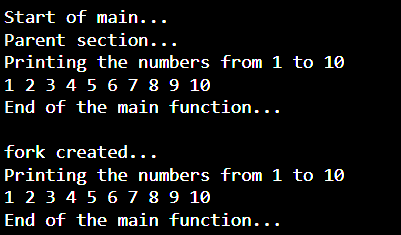 Start of main...
Parent section...
Printing the numbers from 1 to 10
1 2 3 4 5 6 7 8 9 10
End of the main function...

fork created...
Printing the numbers from 1 to 10
1 2 3 4 5 6 7 8 9 10
End of the main function...